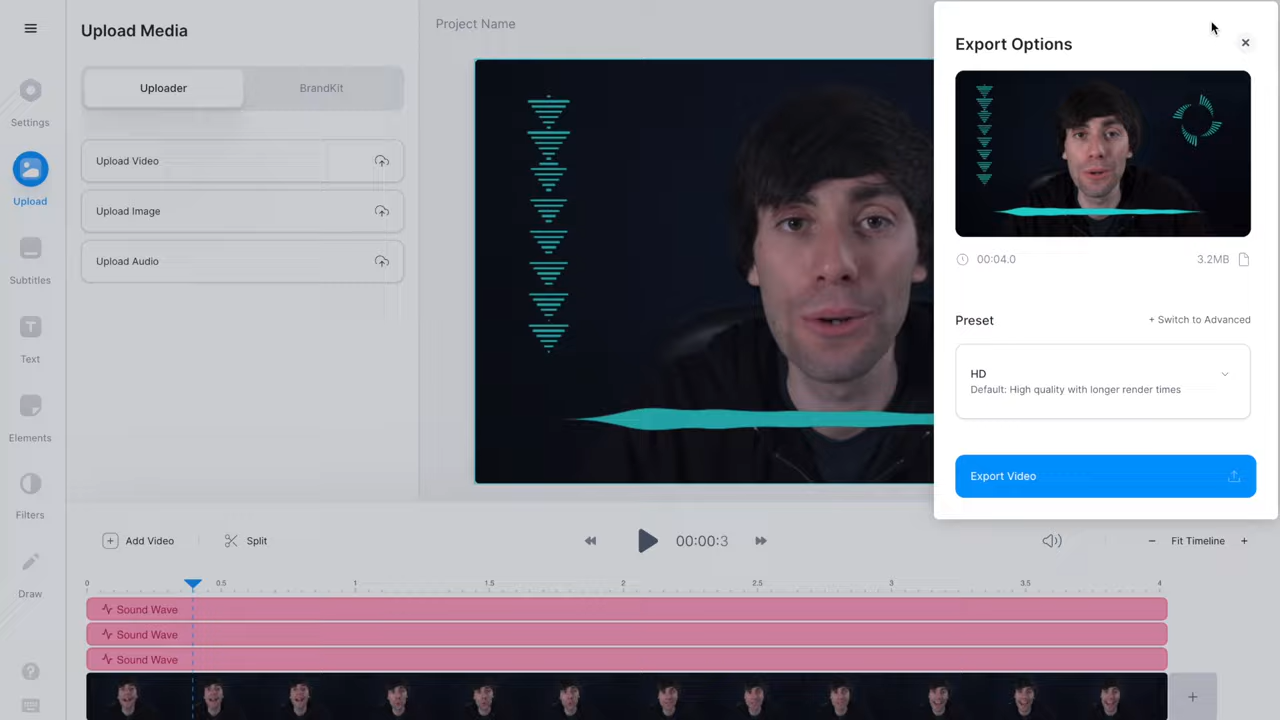 Upload Media
Project Name
Export Options
Uploader
BrandKit
Settings
Upload Video
Upload
Upload Image
Upload Audio
00:04.0
3.2MB
Subtitles
Preset
+ Switch to Advanced
Text
HD
Default: High quality with longer render times
Elements
Export Video
Filters
Add Video
Split
00:00:3
Fit Timeline
Draw
0 0.5 1 1.5 2 2.5 3 3.5 4
Sound Wave
Sound Wave
Sound Wave